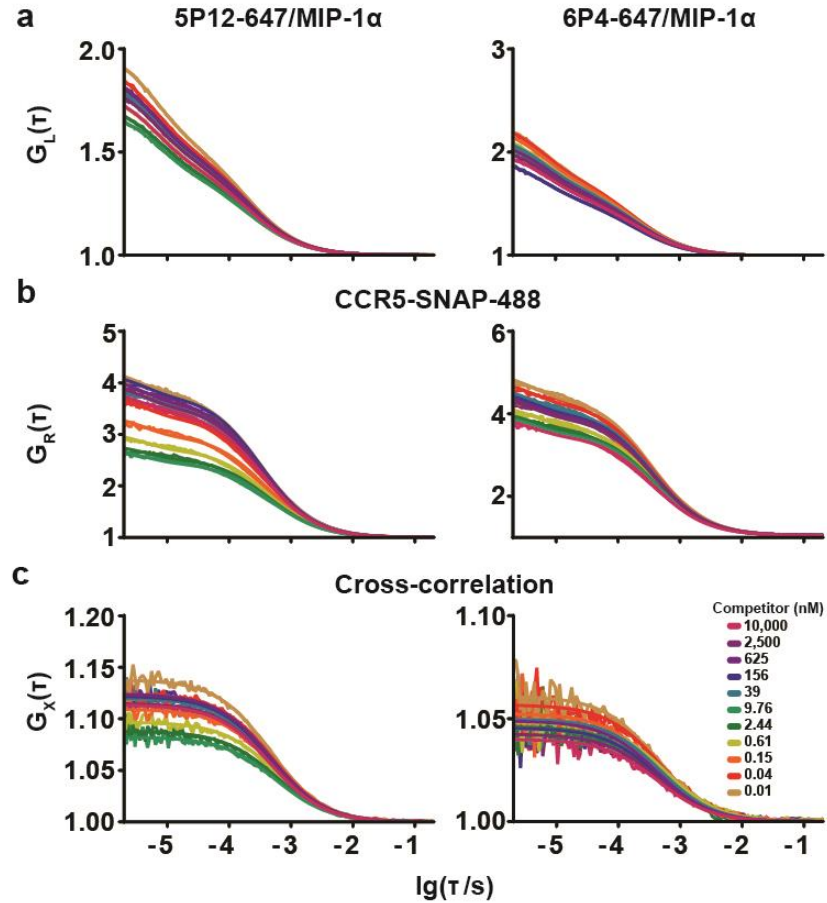 a
5P12-647/MIP-1α
6P4-647/MIP-1α
G_L(τ)
2.0
1.5
1.0
3
2
1
b
CCR5-SNAP-488
G_R(τ)
5
4
3
2
1
6
4
2
c
Cross-correlation
G_X(τ)
1.20
1.15
1.10
1.05
1.00
1.10
1.05
1.00
Competitor (nM)
10,000
2,500
625
156
39
9.76
2.44
0.61
0.15
0.04
0.01
-5 -4 -3 -2 -1
-5 -4 -3 -2 -1
lg(τ/s)